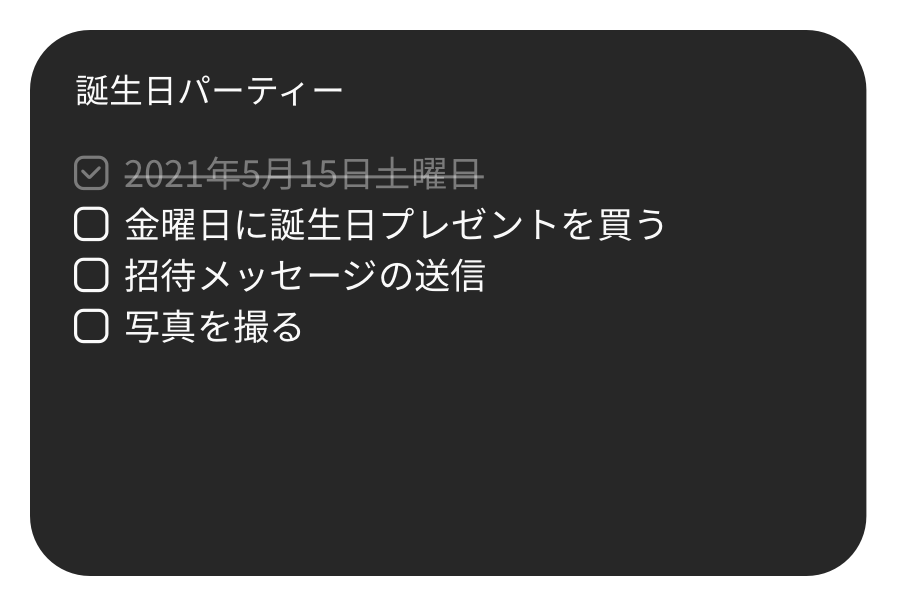 誕生日パーティー
2021年5月15日土曜日
金曜日に誕生日プレゼントを買う
招待メッセージの送信
写真を撮る